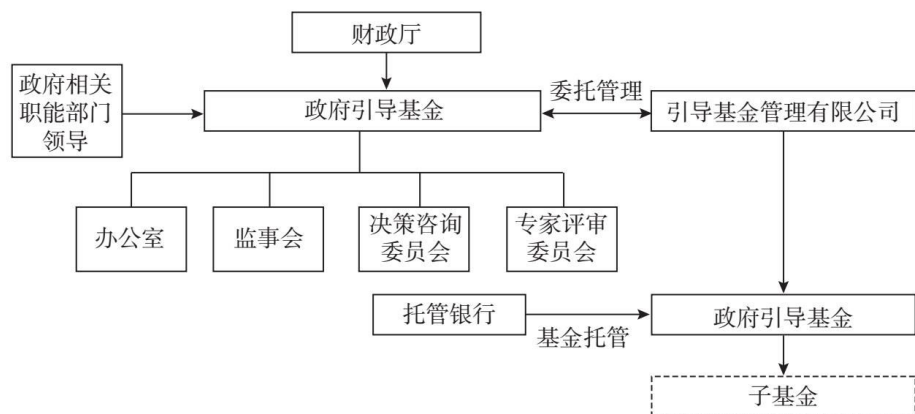 财政厅
政府相关
职能部门
领导
政府引导基金
委托管理
引导基金管理有限公司
办公室
监事会
决策咨询
委员会
专家评审
委员会
托管银行
基金托管
政府引导基金
子基金